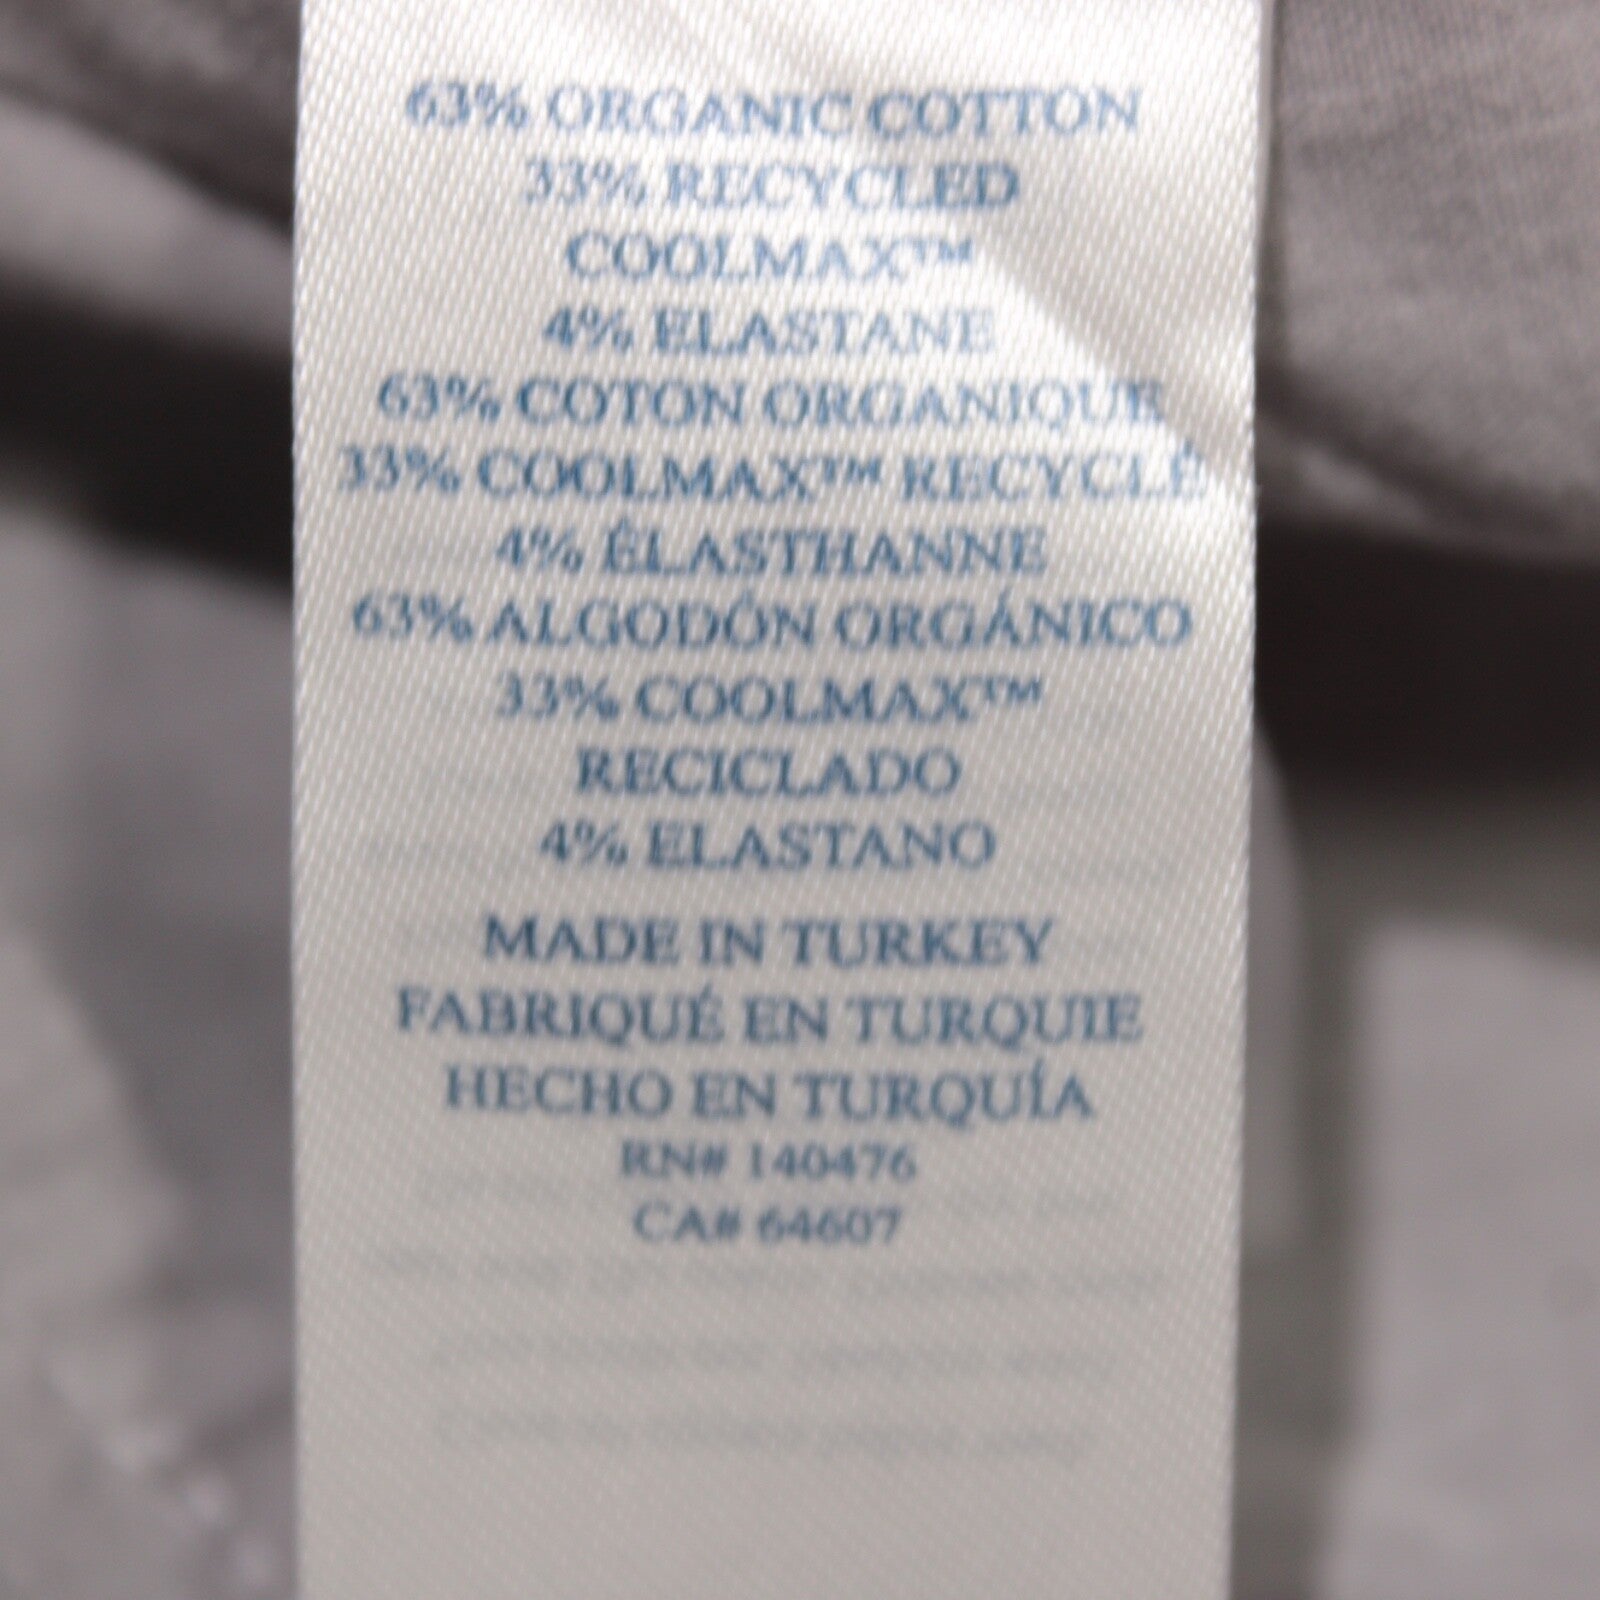 63% ORGANIC COTTON
33% RECYCLED
COOLMAX™
4% ELASTANE
63% COTON ORGANIQUE
33% COOLMAX™ RECYCLÉ
4% ÉLASTHANNE
63% ALGODÓN ORGÁNICO
33% COOLMAX™
RECICLADO
4% ELASTANO
MADE IN TURKEY
FABRIQUÉ EN TURQUIE
HECHO EN TURQUÍA
RN# 140476
CA# 64607